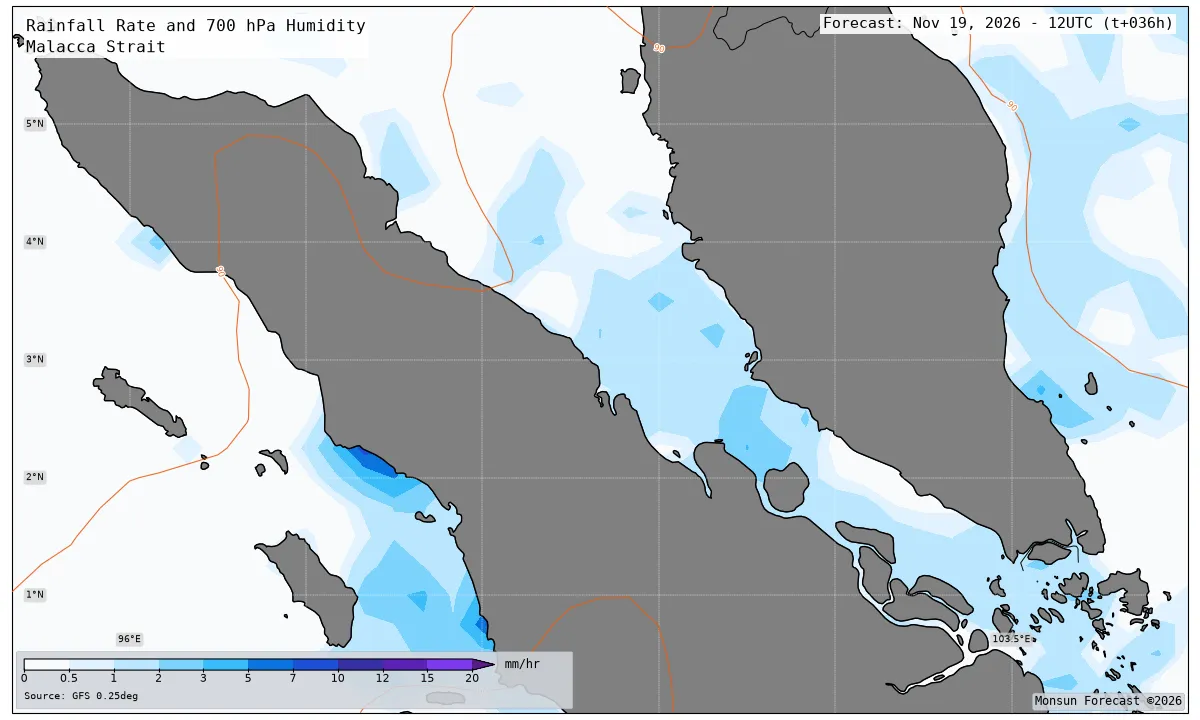 Rainfall Rate and 700 hPa Humidity
Malacca Strait
Forecast: Nov 19, 2026 - 12UTC (t+036h)
90
90
5°N
4°N
90
3°N
2°N
1°N
96°E
103.5°E
mm/hr
0 0.5 1 2 3 5 7 10 12 15 20
Source: GFS 0.25deg
Monsun Forecast ©2026